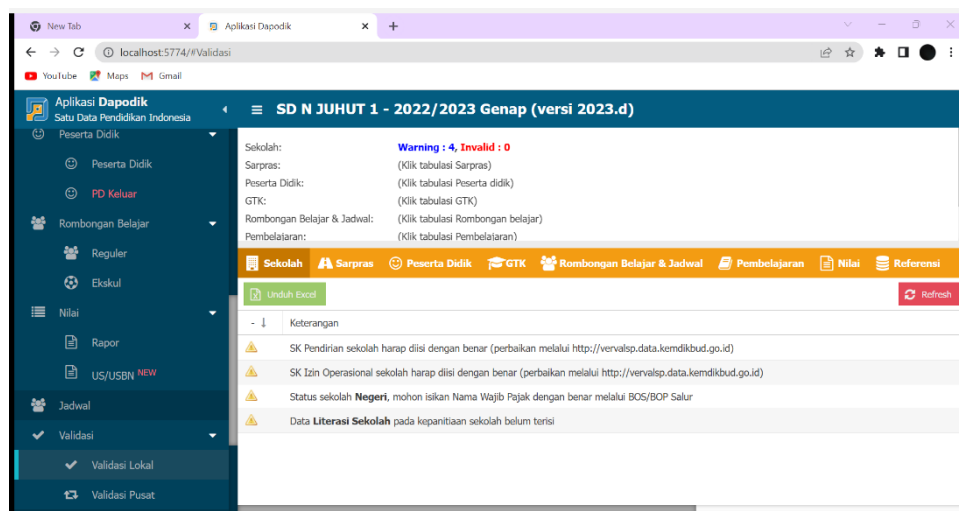 New Tab
Aplikasi Dapodik
localhost:5774/#Validasi
YouTube Maps Gmail
Aplikasi Dapodik
Satu Data Pendidikan Indonesia
SD N JUHUT 1 - 2022/2023 Genap (versi 2023.d)
Peserta Didik
Peserta Didik
PD Keluar
Rombongan Belajar
Reguler
Ekskul
Nilai
Rapor
US/USBN NEW
Jadwal
Validasi
Validasi Lokal
Validasi Pusat
Sekolah: Warning : 4, Invalid : 0
Sarpras: (Klik tabulasi Sarpras)
Peserta Didik: (Klik tabulasi Peserta didik)
GTK: (Klik tabulasi GTK)
Rombongan Belajar & Jadwal: (Klik tabulasi Rombongan belajar)
Pembelajaran: (Klik tabulasi Pembelajaran)
Sekolah Sarpras Peserta Didik GTK Rombongan Belajar & Jadwal Pembelajaran Nilai Referensi
Unduh Excel Refresh
- ↓ Keterangan
SK Pendirian sekolah harap diisi dengan benar (perbaikan melalui http://vervalsp.data.kemdikbud.go.id)
SK Izin Operasional sekolah harap diisi dengan benar (perbaikan melalui http://vervalsp.data.kemdikbud.go.id)
Status sekolah Negeri, mohon isikan Nama Wajib Pajak dengan benar melalui BOS/BOP Salur
Data Literasi Sekolah pada kepanitiaan sekolah belum terisi